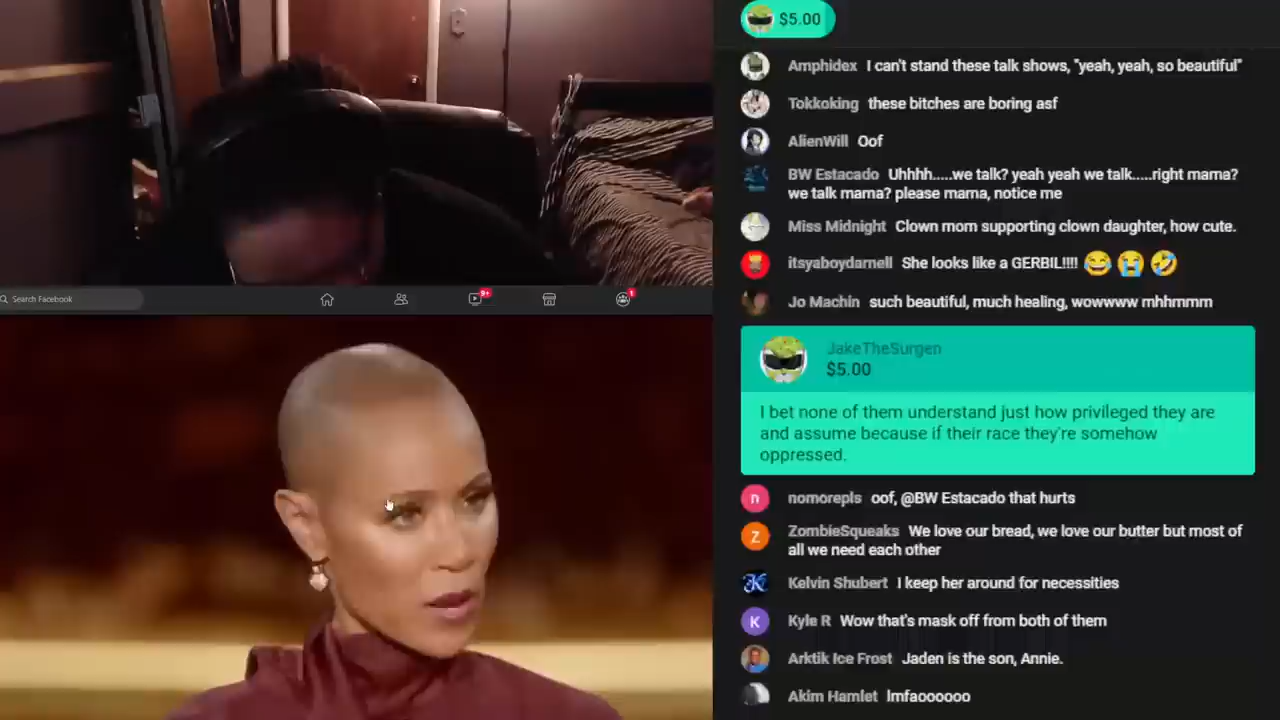 $5.00
Amphidex I can't stand these talk shows, "yeah, yeah, so beautiful"
Tokkoking these bitches are boring asf
AlienWill Oof
BW Estacado Uhhhh.....we talk? yeah yeah we talk.....right mama?
we talk mama? please mama, notice me
Miss Midnight Clown mom supporting clown daughter, how cute.
itsyaboydarnell She looks like a GERBIL!!!! 😂😭🤣
Jo Machin such beautiful, much healing, wowwww mhhmmm
JakeTheSurgen
$5.00
I bet none of them understand just how privileged they are
and assume because if their race they're somehow
oppressed.
n nomorepls oof, @BW Estacado that hurts
Z ZombieSqueaks We love our bread, we love our butter but most of
all we need each other
Kelvin Shubert I keep her around for necessities
K Kyle R Wow that's mask off from both of them
Arktik Ice Frost Jaden is the son, Annie.
Akim Hamlet lmfaoooooo
Search Facebook
9+
1